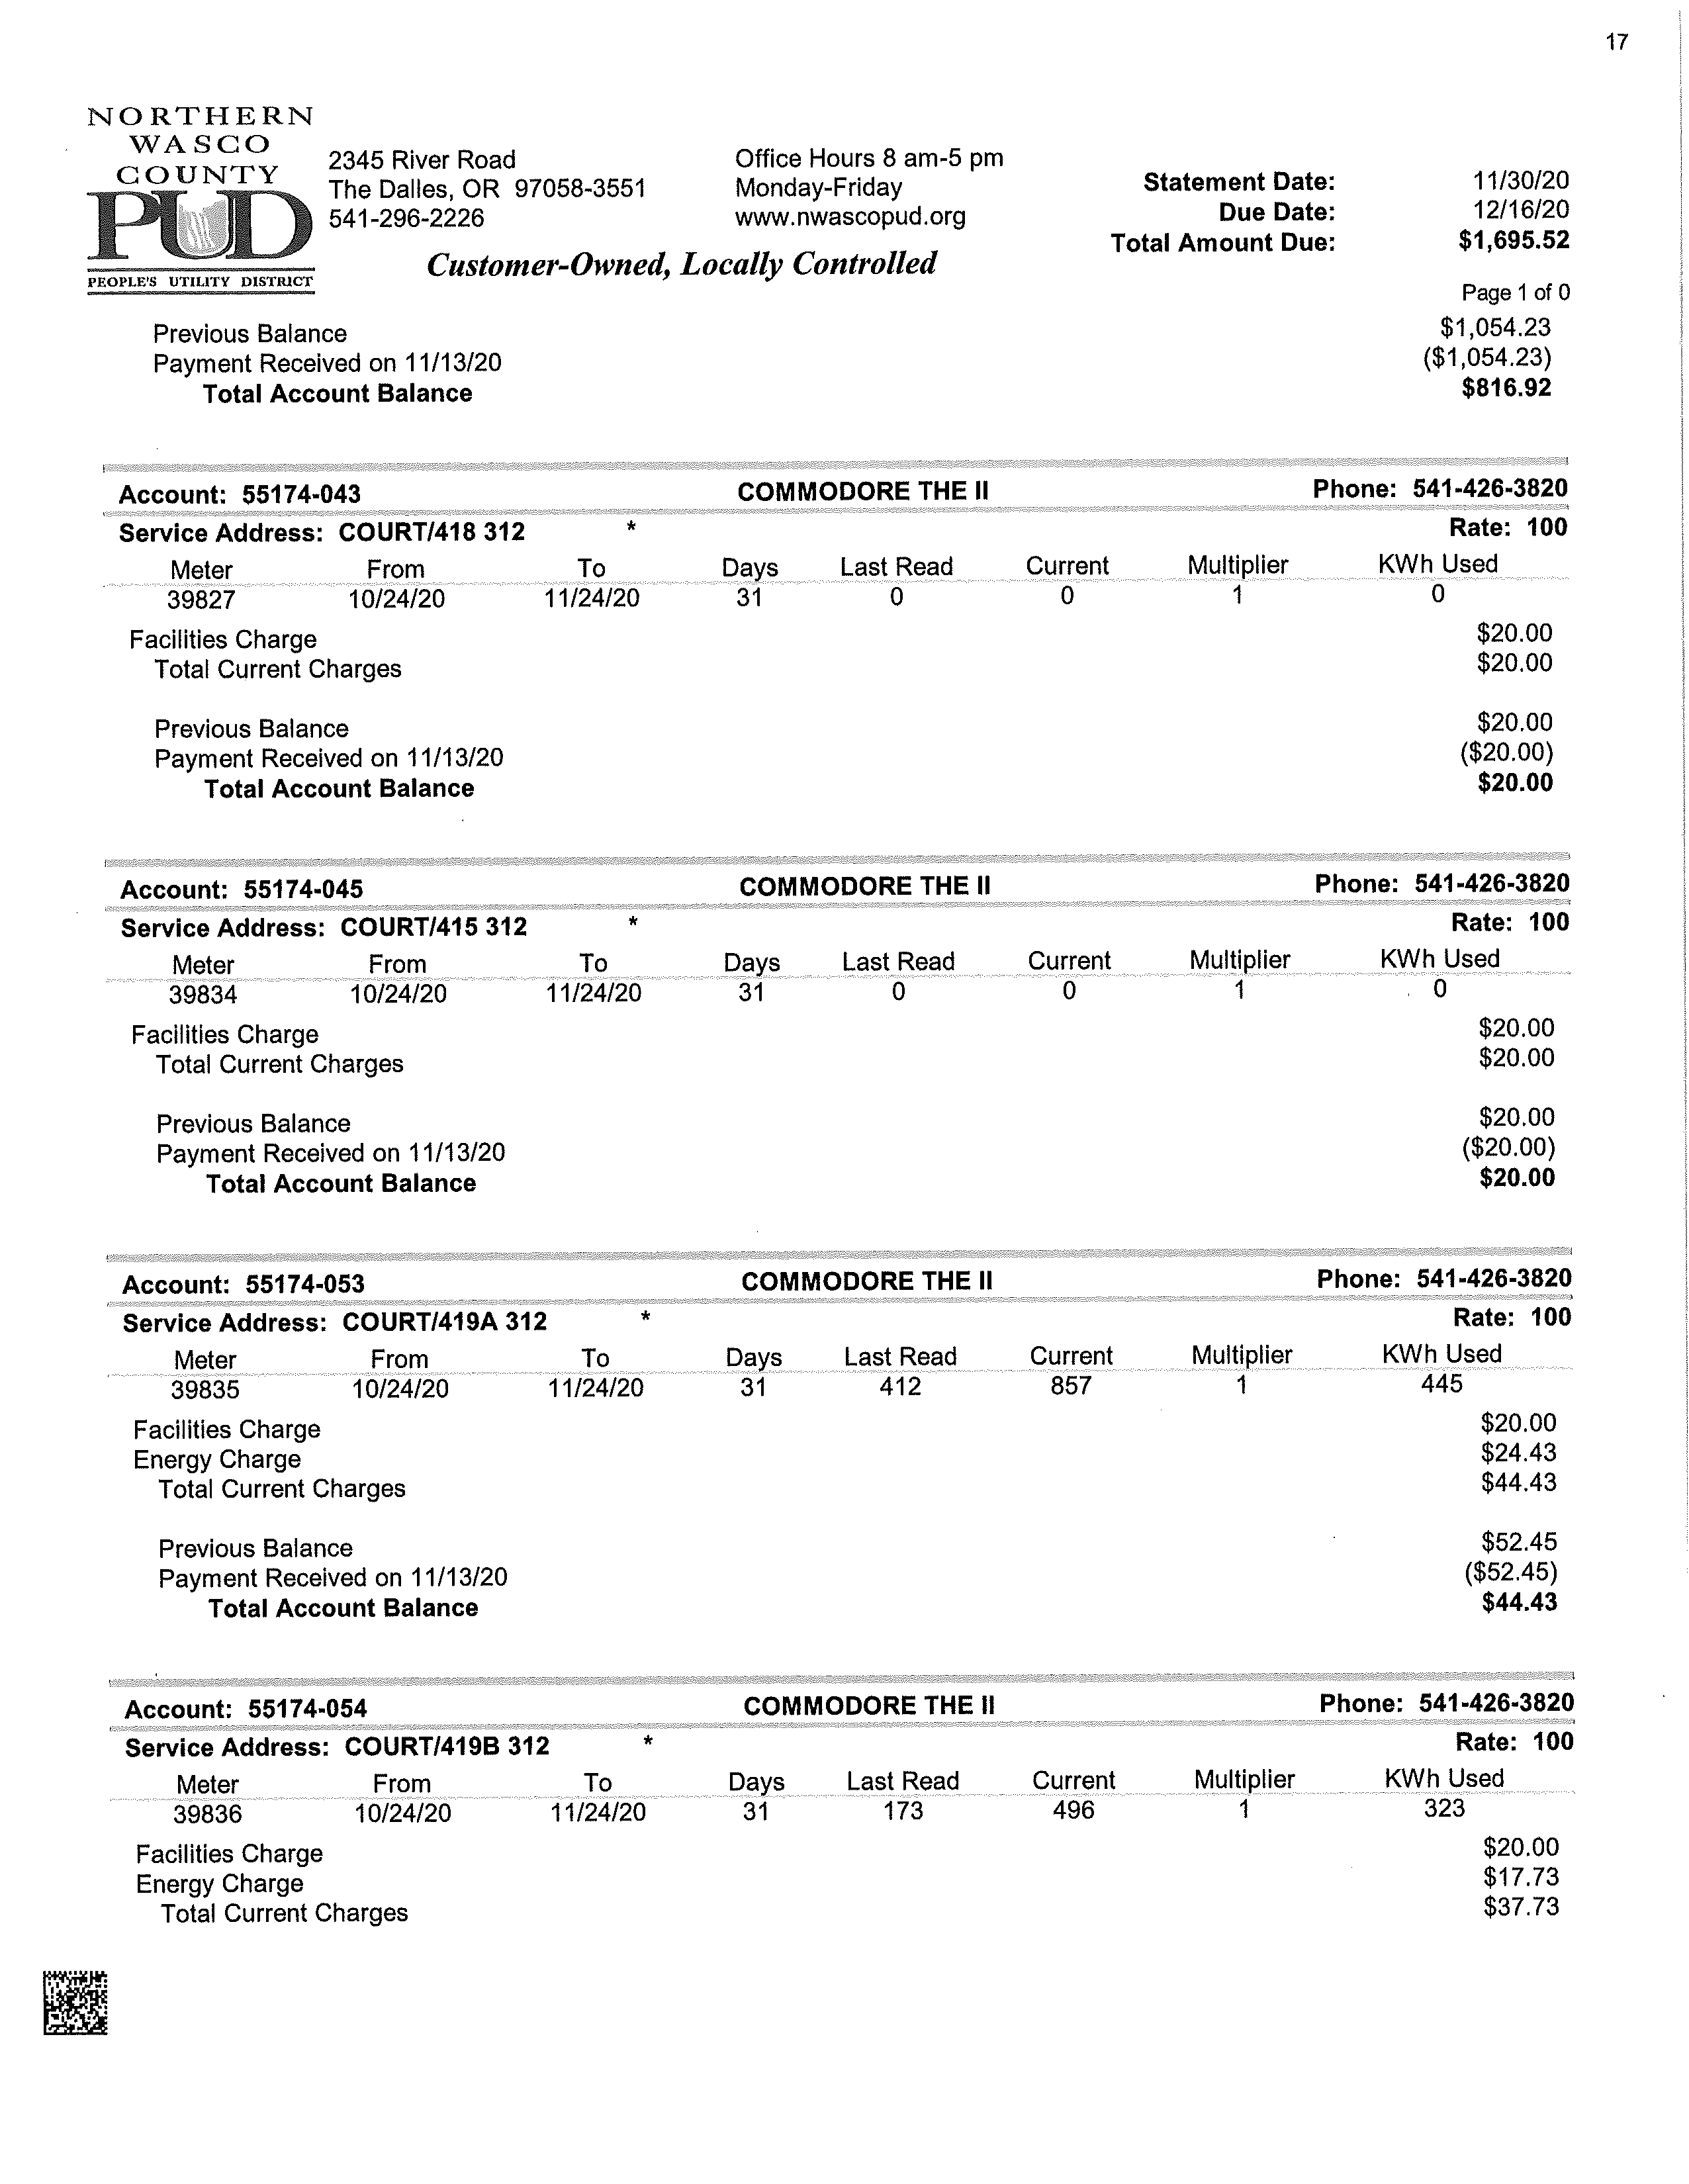 17
NORTHERN
WASCO
COUNTY
PUD
PEOPLE'S UTILITY DISTRICT
2345 River Road
The Dalles, OR 97058-3551
541-296-2226
Office Hours 8 am-5 pm
Monday-Friday
www.nwascopud.org
Customer-Owned, Locally Controlled
Statement Date: 11/30/20
Due Date: 12/16/20
Total Amount Due: $1,695.52
Page 1 of 0
Previous Balance $1,054.23
Payment Received on 11/13/20 ($1,054.23)
Total Account Balance $816.92
Account: 55174-043 COMMODORE THE II Phone: 541-426-3820
Service Address: COURT/418 312 * Rate: 100
Meter From To Days Last Read Current Multiplier KWh Used
39827 10/24/20 11/24/20 31 0 0 1 0
Facilities Charge $20.00
Total Current Charges $20.00
Previous Balance $20.00
Payment Received on 11/13/20 ($20.00)
Total Account Balance $20.00
Account: 55174-045 COMMODORE THE II Phone: 541-426-3820
Service Address: COURT/415 312 * Rate: 100
Meter From To Days Last Read Current Multiplier KWh Used
39834 10/24/20 11/24/20 31 0 0 1 0
Facilities Charge $20.00
Total Current Charges $20.00
Previous Balance $20.00
Payment Received on 11/13/20 ($20.00)
Total Account Balance $20.00
Account: 55174-053 COMMODORE THE II Phone: 541-426-3820
Service Address: COURT/419A 312 * Rate: 100
Meter From To Days Last Read Current Multiplier KWh Used
39835 10/24/20 11/24/20 31 412 857 1 445
Facilities Charge $20.00
Energy Charge $24.43
Total Current Charges $44.43
Previous Balance $52.45
Payment Received on 11/13/20 ($52.45)
Total Account Balance $44.43
Account: 55174-054 COMMODORE THE II Phone: 541-426-3820
Service Address: COURT/419B 312 * Rate: 100
Meter From To Days Last Read Current Multiplier KWh Used
39836 10/24/20 11/24/20 31 173 496 1 323
Facilities Charge $20.00
Energy Charge $17.73
Total Current Charges $37.73